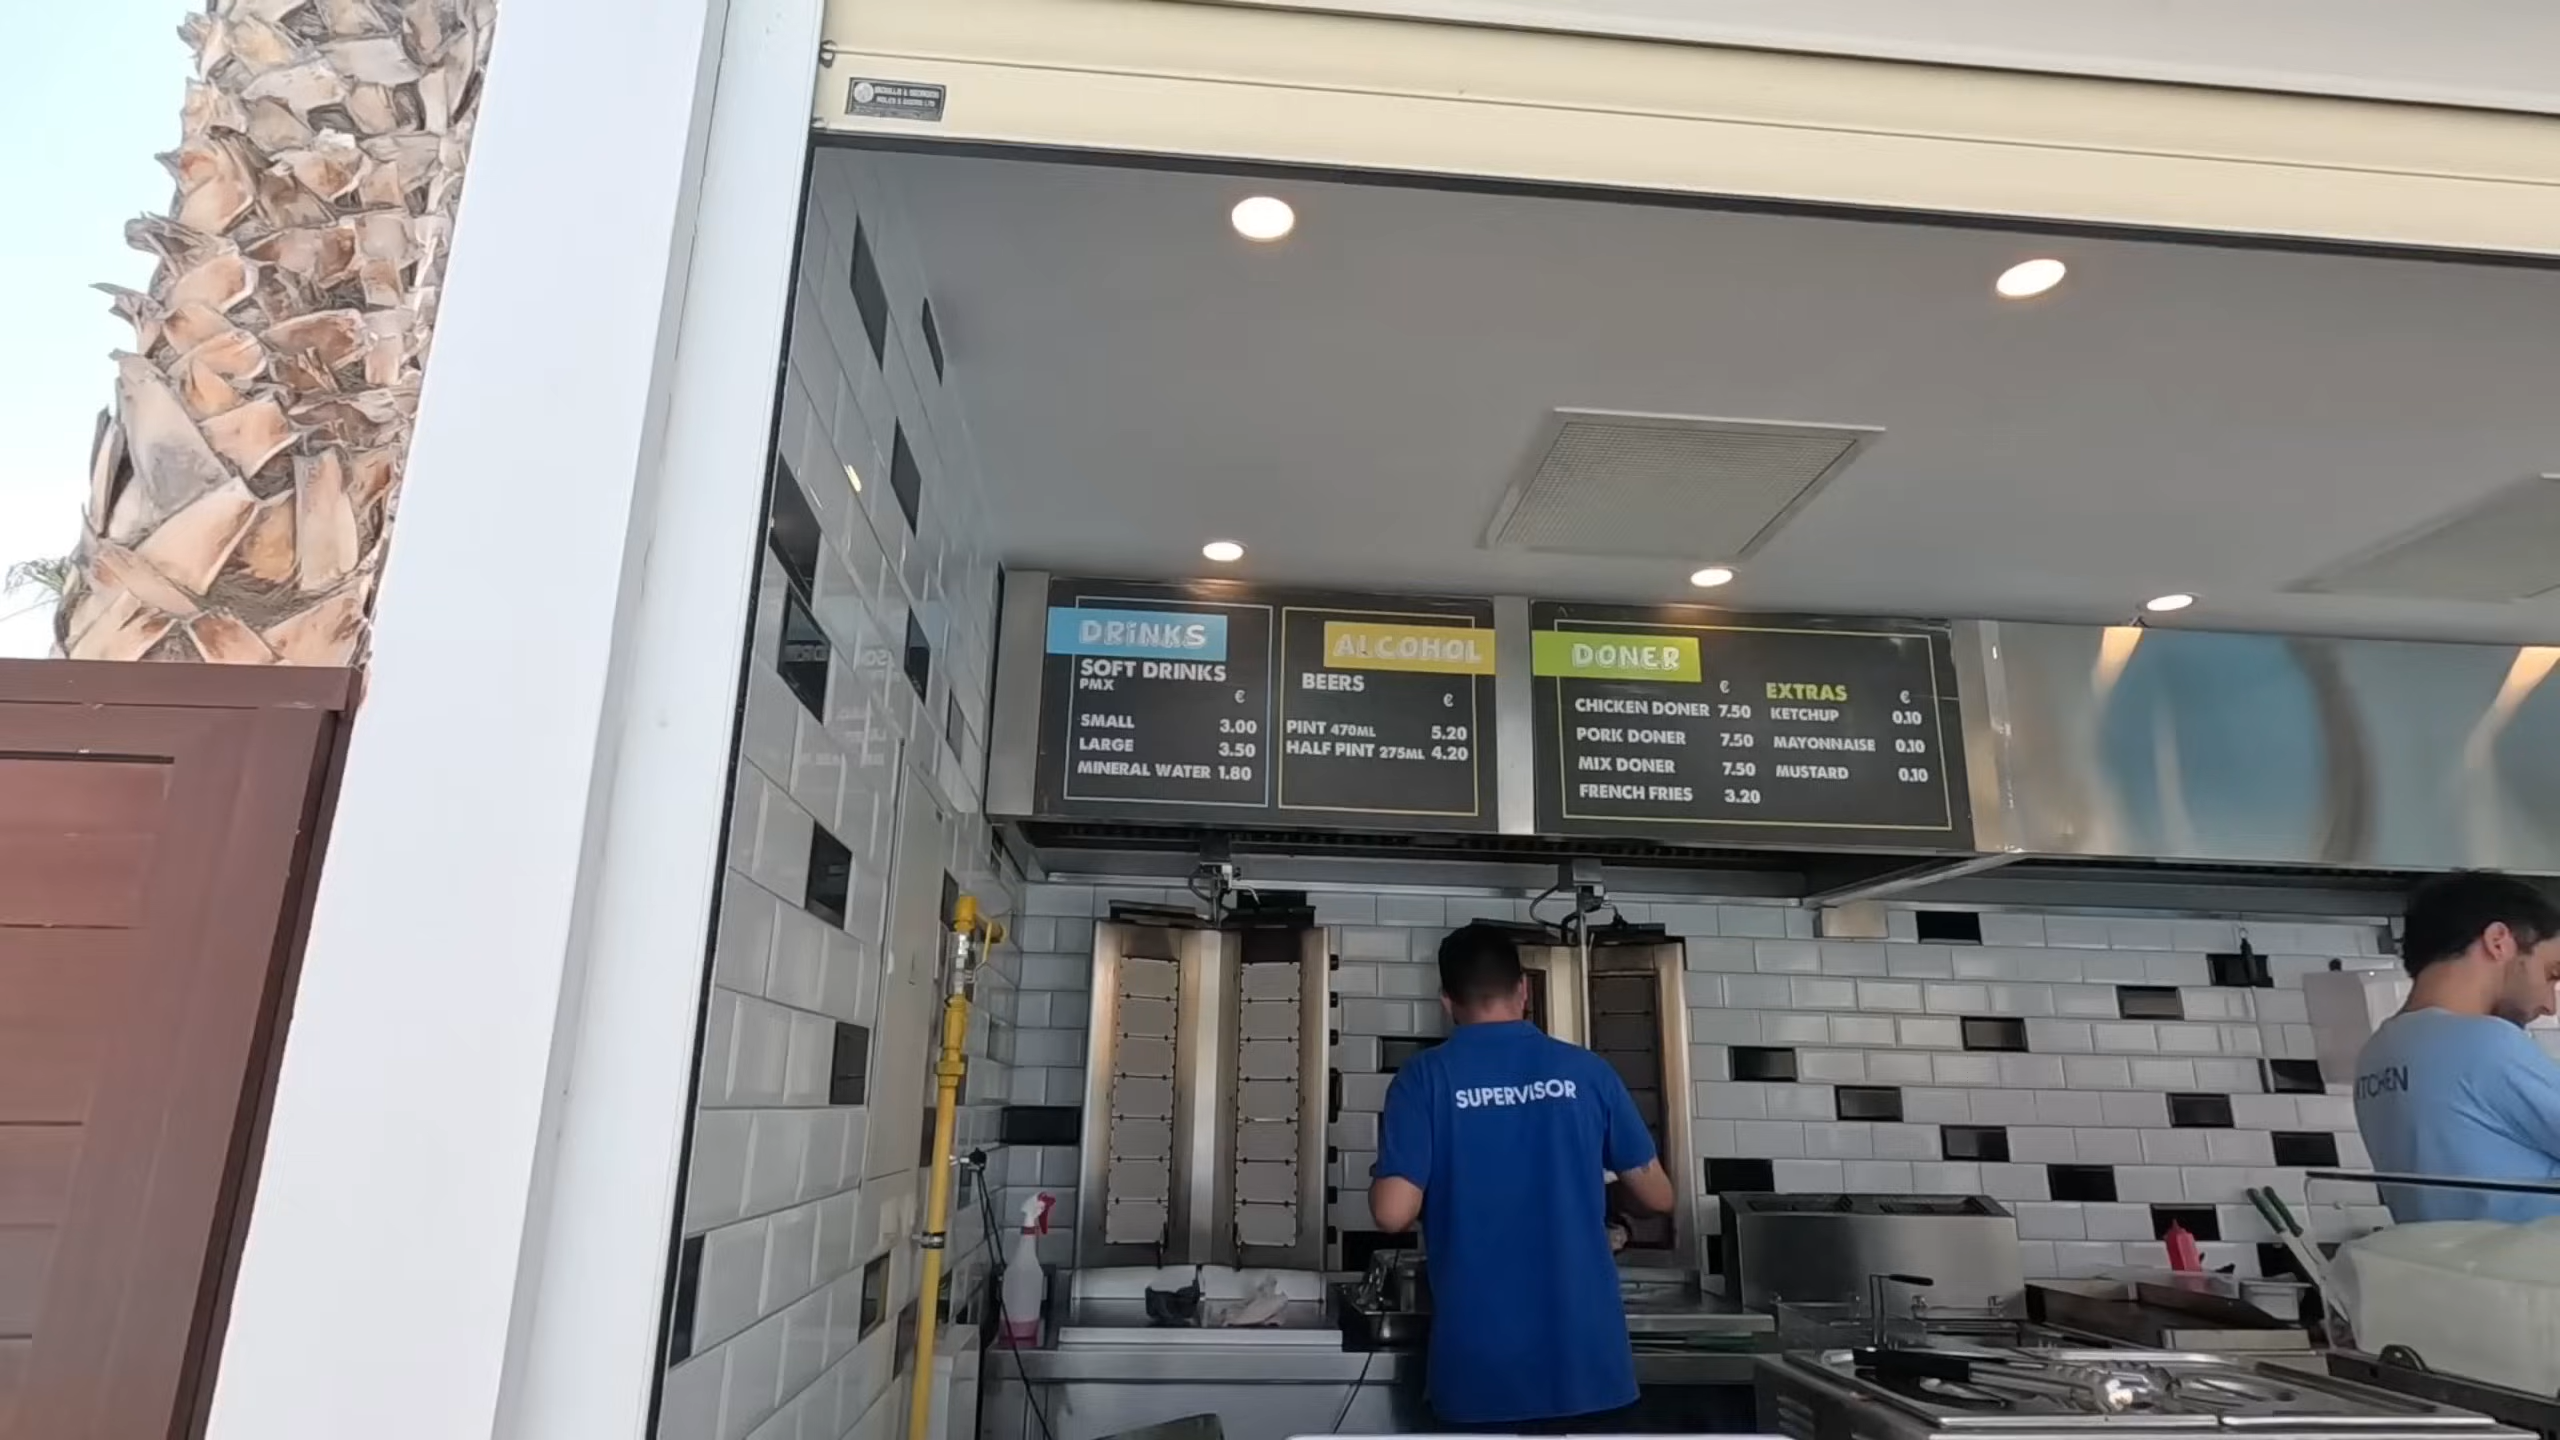 DRINKS
SOFT DRINKS
PMX
€
SMALL 3.00
LARGE 3.50
MINERAL WATER 1.80
ALCOHOL
BEERS
€
PINT 470ML 5.20
HALF PINT 275ML 4.20
DONER
€
CHICKEN DONER 7.50
PORK DONER 7.50
MIX DONER 7.50
FRENCH FRIES 3.20
EXTRAS €
KETCHUP 0.10
MAYONNAISE 0.10
MUSTARD 0.10
SUPERVISOR